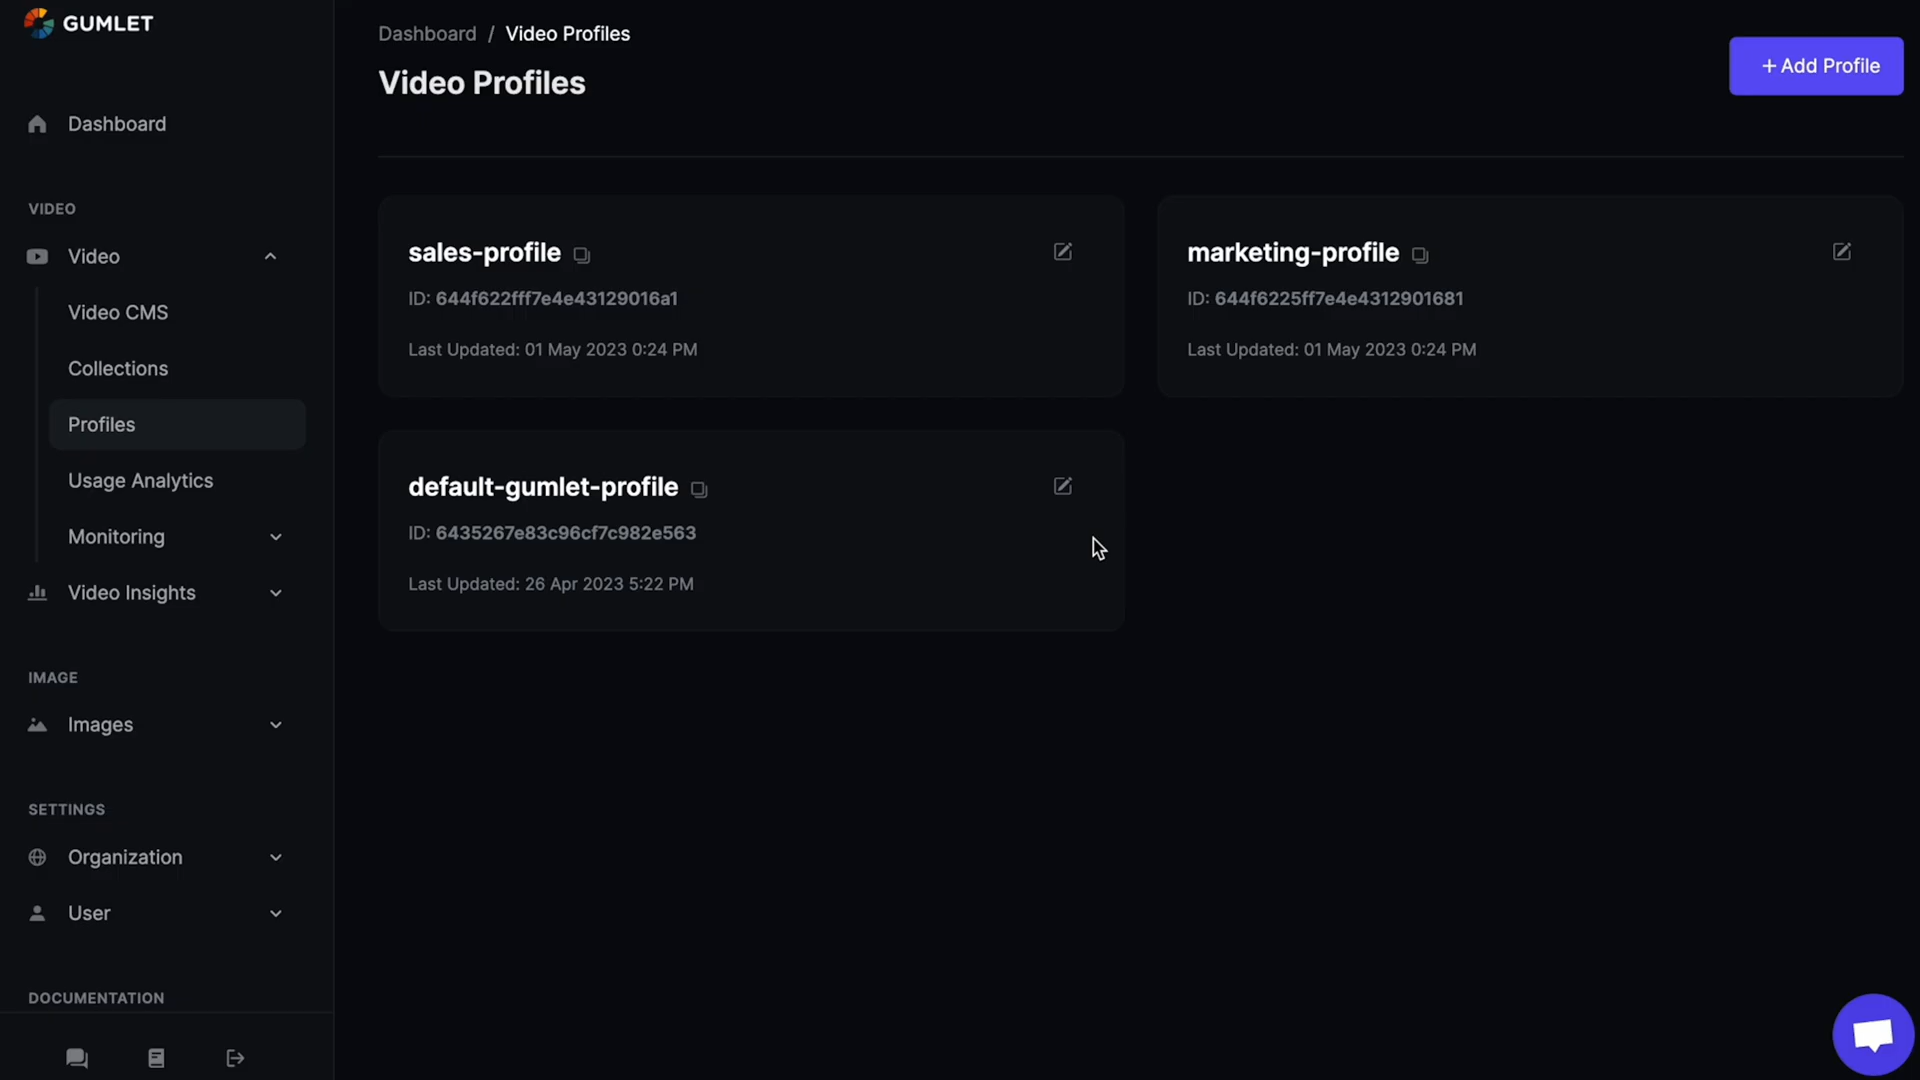 GUMLET
Dashboard
VIDEO
Video
Video CMS
Collections
Profiles
Usage Analytics
Monitoring
Video Insights
IMAGE
Images
SETTINGS
Organization
User
DOCUMENTATION
Dashboard / Video Profiles
Video Profiles
+ Add Profile
sales-profile
ID: 644f622fff7e4e43129016a1
Last Updated: 01 May 2023 0:24 PM
marketing-profile
ID: 644f6225ff7e4e4312901681
Last Updated: 01 May 2023 0:24 PM
default-gumlet-profile
ID: 6435267e83c96cf7c982e563
Last Updated: 26 Apr 2023 5:22 PM